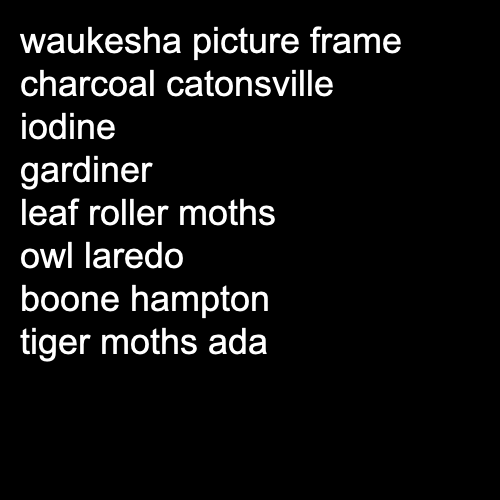 waukesha picture frame
charcoal catonsville
iodine
gardiner
leaf roller moths
owl laredo
boone hampton
tiger moths ada